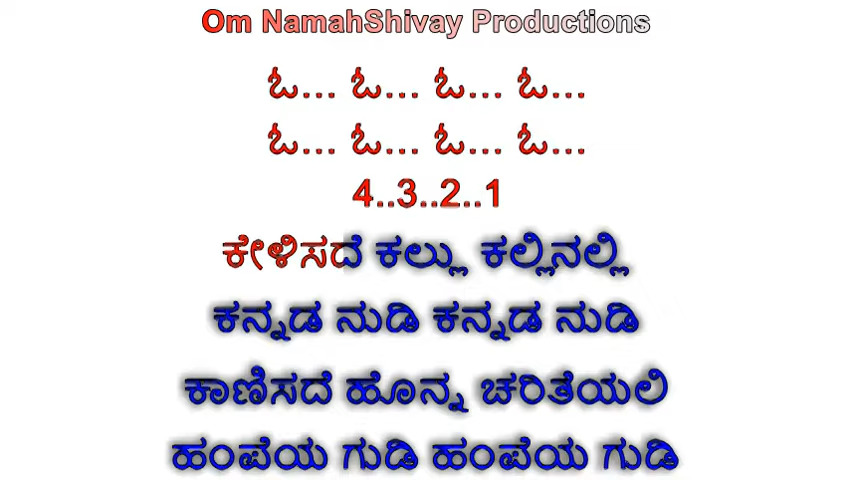 Om NamahShivay Productions
ಓ... ಓ... ಓ... ಓ...
ಓ... ಓ... ಓ... ಓ...
4..3..2..1
ಕೇಳಿಸದೆ ಕಲ್ಲು ಕಲ್ಲಿನಲ್ಲಿ
ಕನ್ನಡ ನುಡಿ ಕನ್ನಡ ನುಡಿ
ಕಾಣಿಸದೆ ಹೊನ್ನ ಚರಿತೆಯಲಿ
ಹಂಪೆಯ ಗುಡಿ ಹಂಪೆಯ ಗುಡಿ